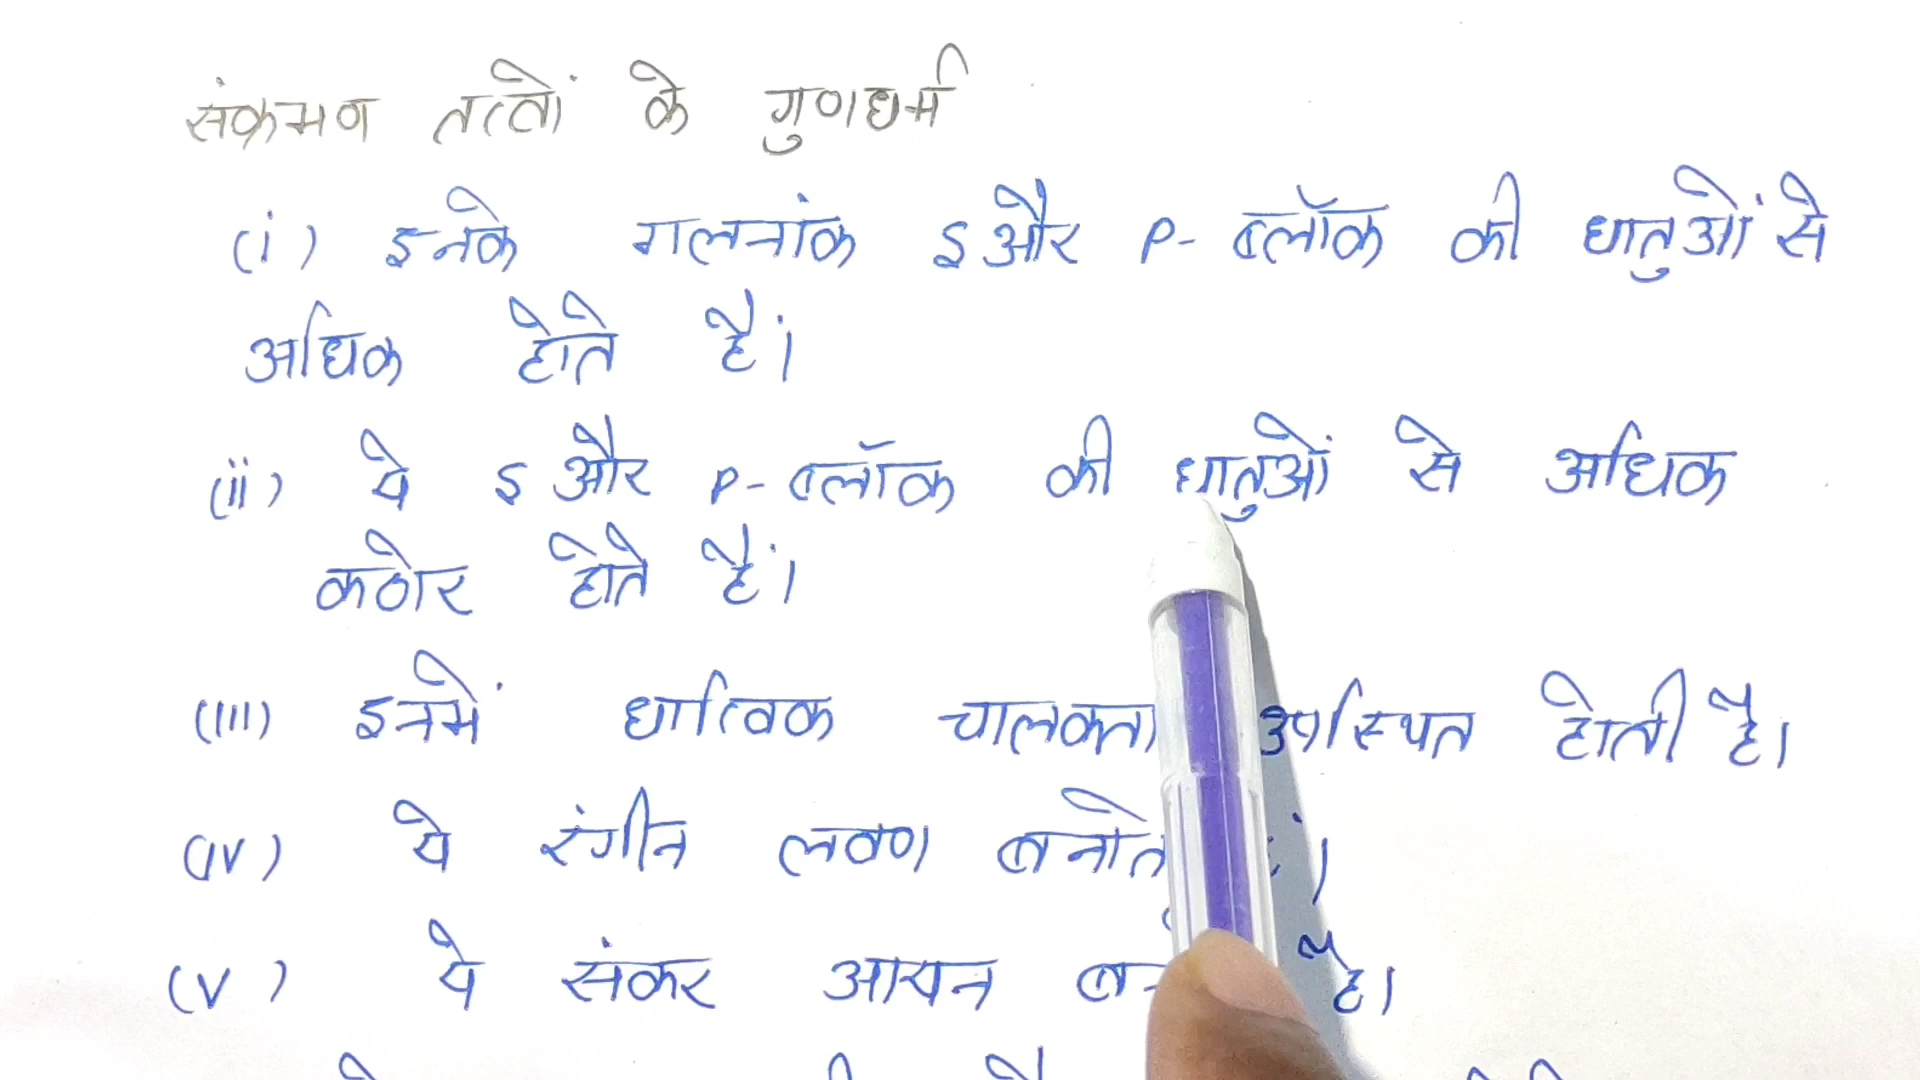 संक्रमण तत्वों के गुणधर्म
(i) इनके गलनांक s और p- ब्लॉक की धातुओं से
अधिक होते हैं।
(ii) ये s और p- ब्लॉक की धातुओं से अधिक
कठोर होते हैं।
(iii) इनमें धात्विक चालकता उपस्थित होती है।
(iv) ये रंगीन लवण बनाते
(v) ये संकर आयन है।